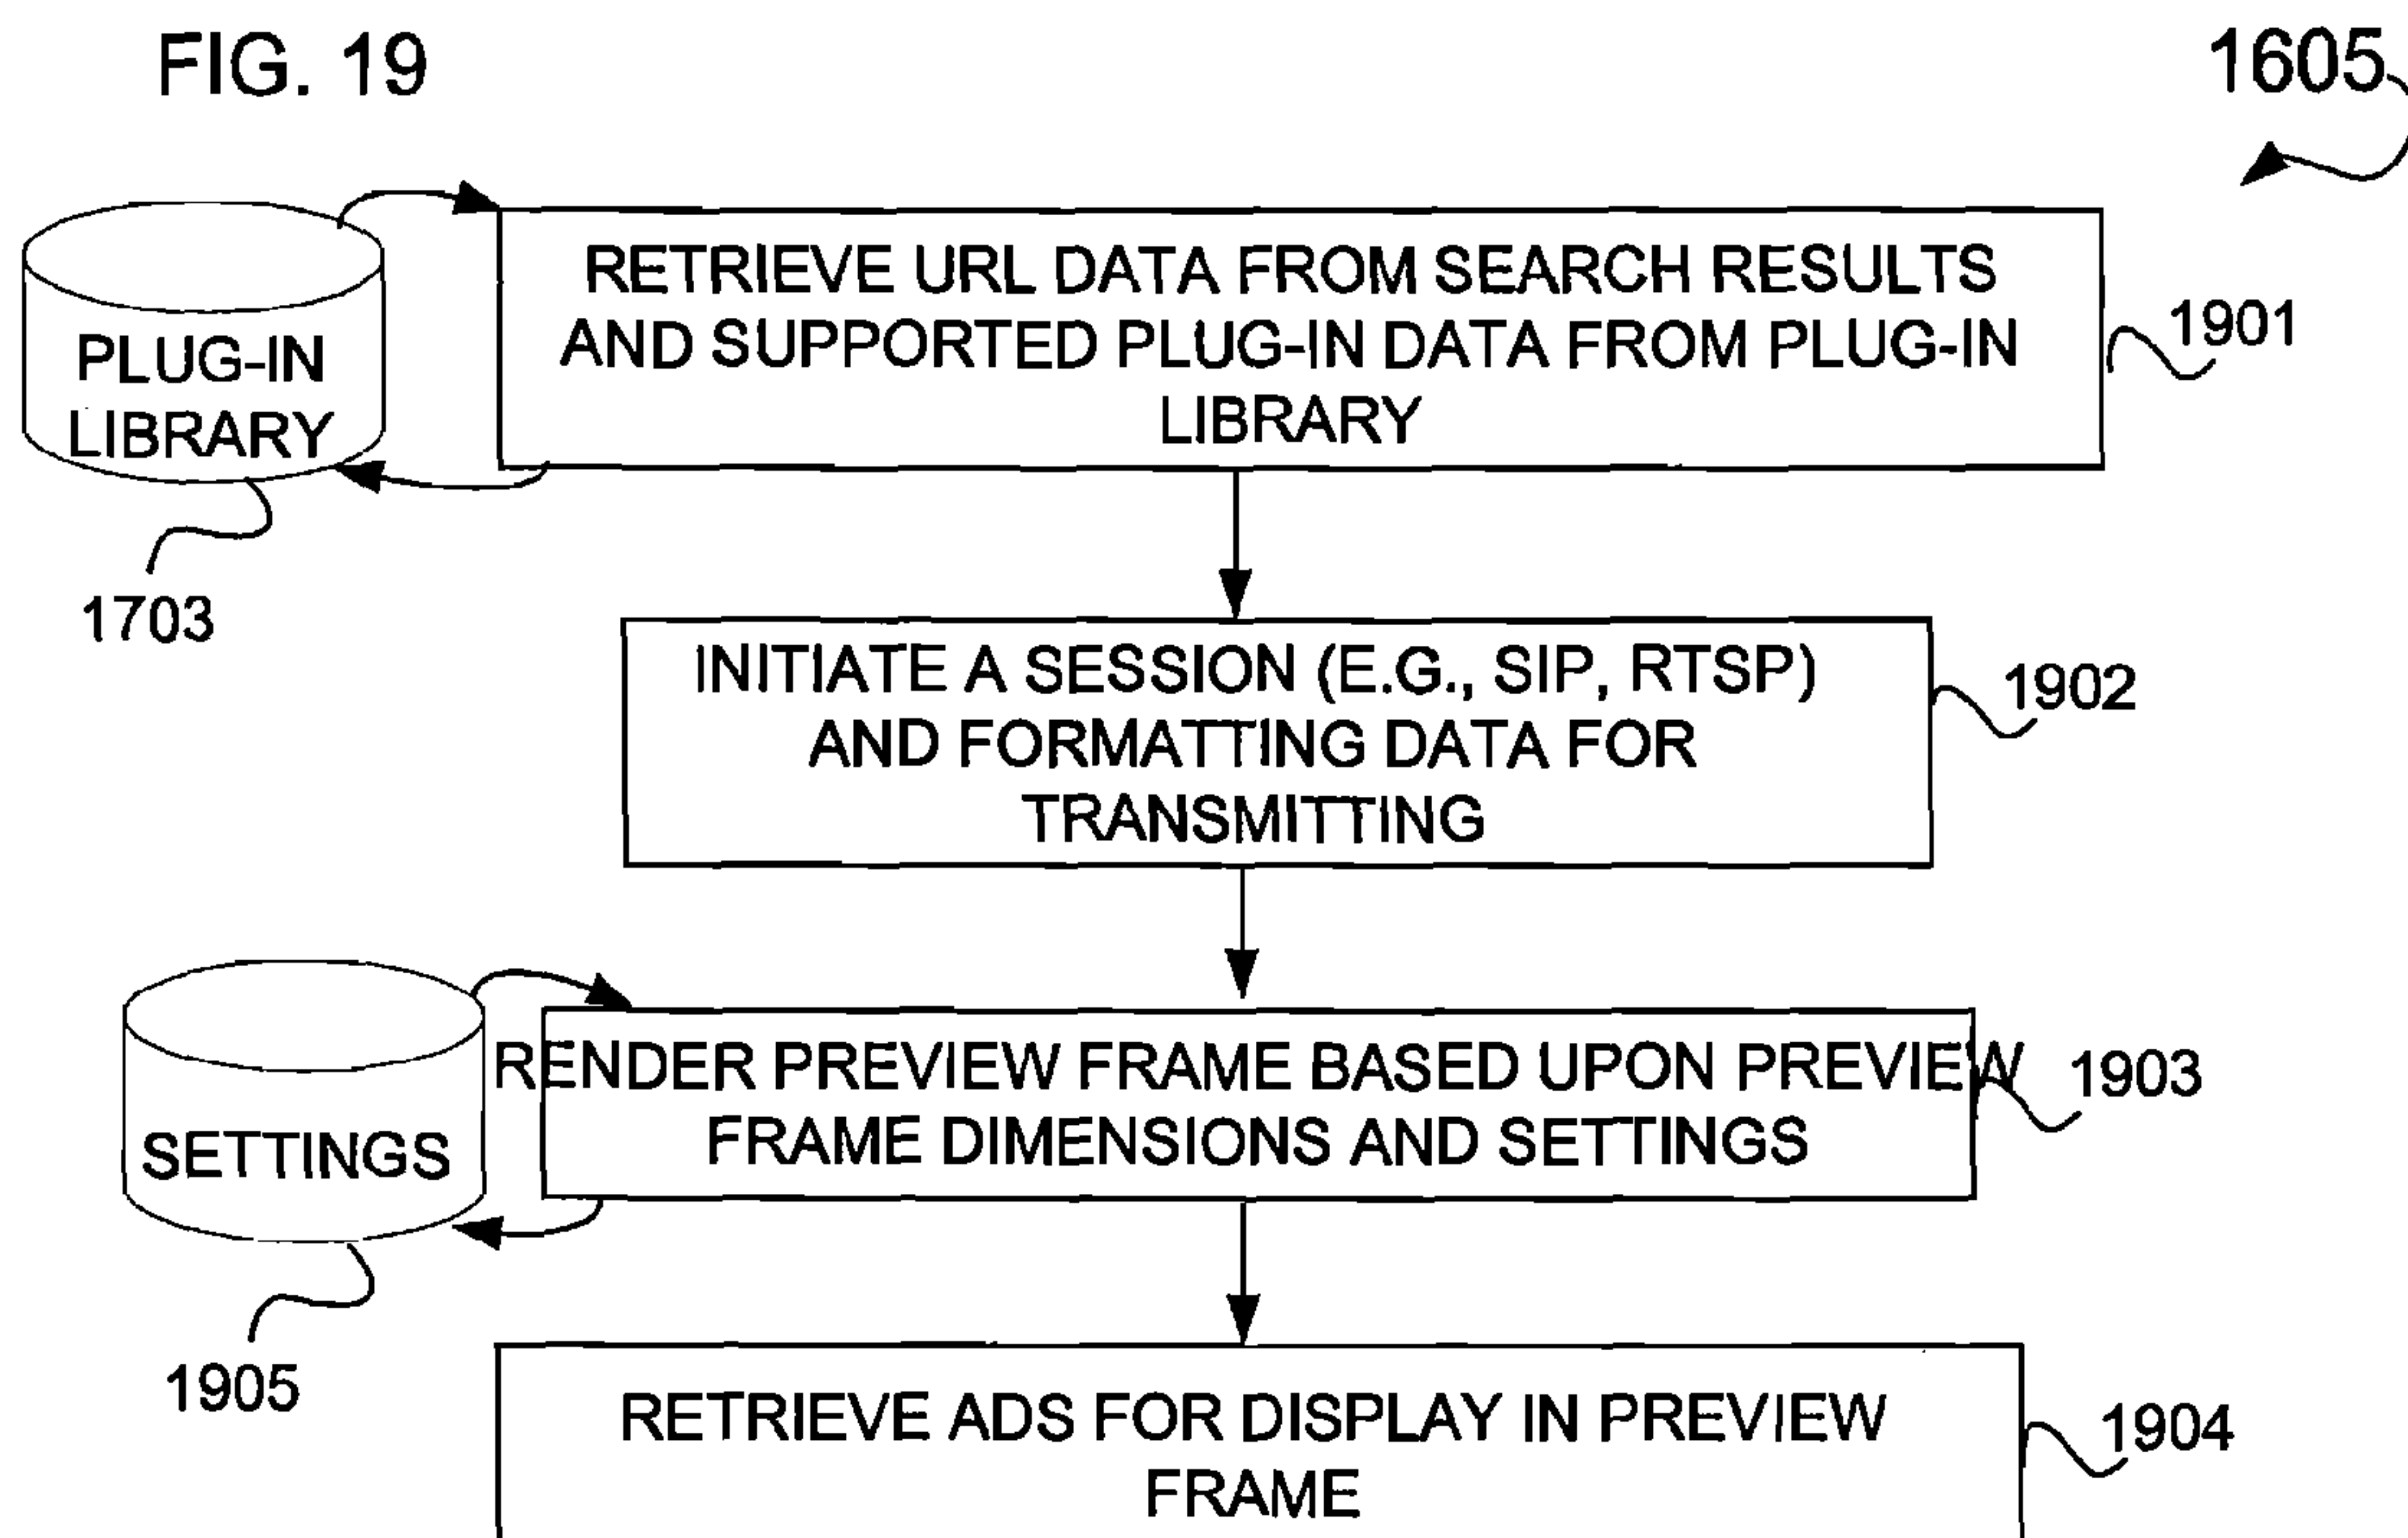 FIG. 19
1605
RETRIEVE URL DATA FROM SEARCH RESULTS
AND SUPPORTED PLUG-IN DATA FROM PLUG-IN
LIBRARY
1901
PLUG-IN
LIBRARY
1703
INITIATE A SESSION (E.G., SIP, RTSP)
AND FORMATTING DATA FOR
TRANSMITTING
1902
RENDER PREVIEW FRAME BASED UPON PREVIEW
FRAME DIMENSIONS AND SETTINGS
1903
SETTINGS
1905
RETRIEVE ADS FOR DISPLAY IN PREVIEW
FRAME
1904